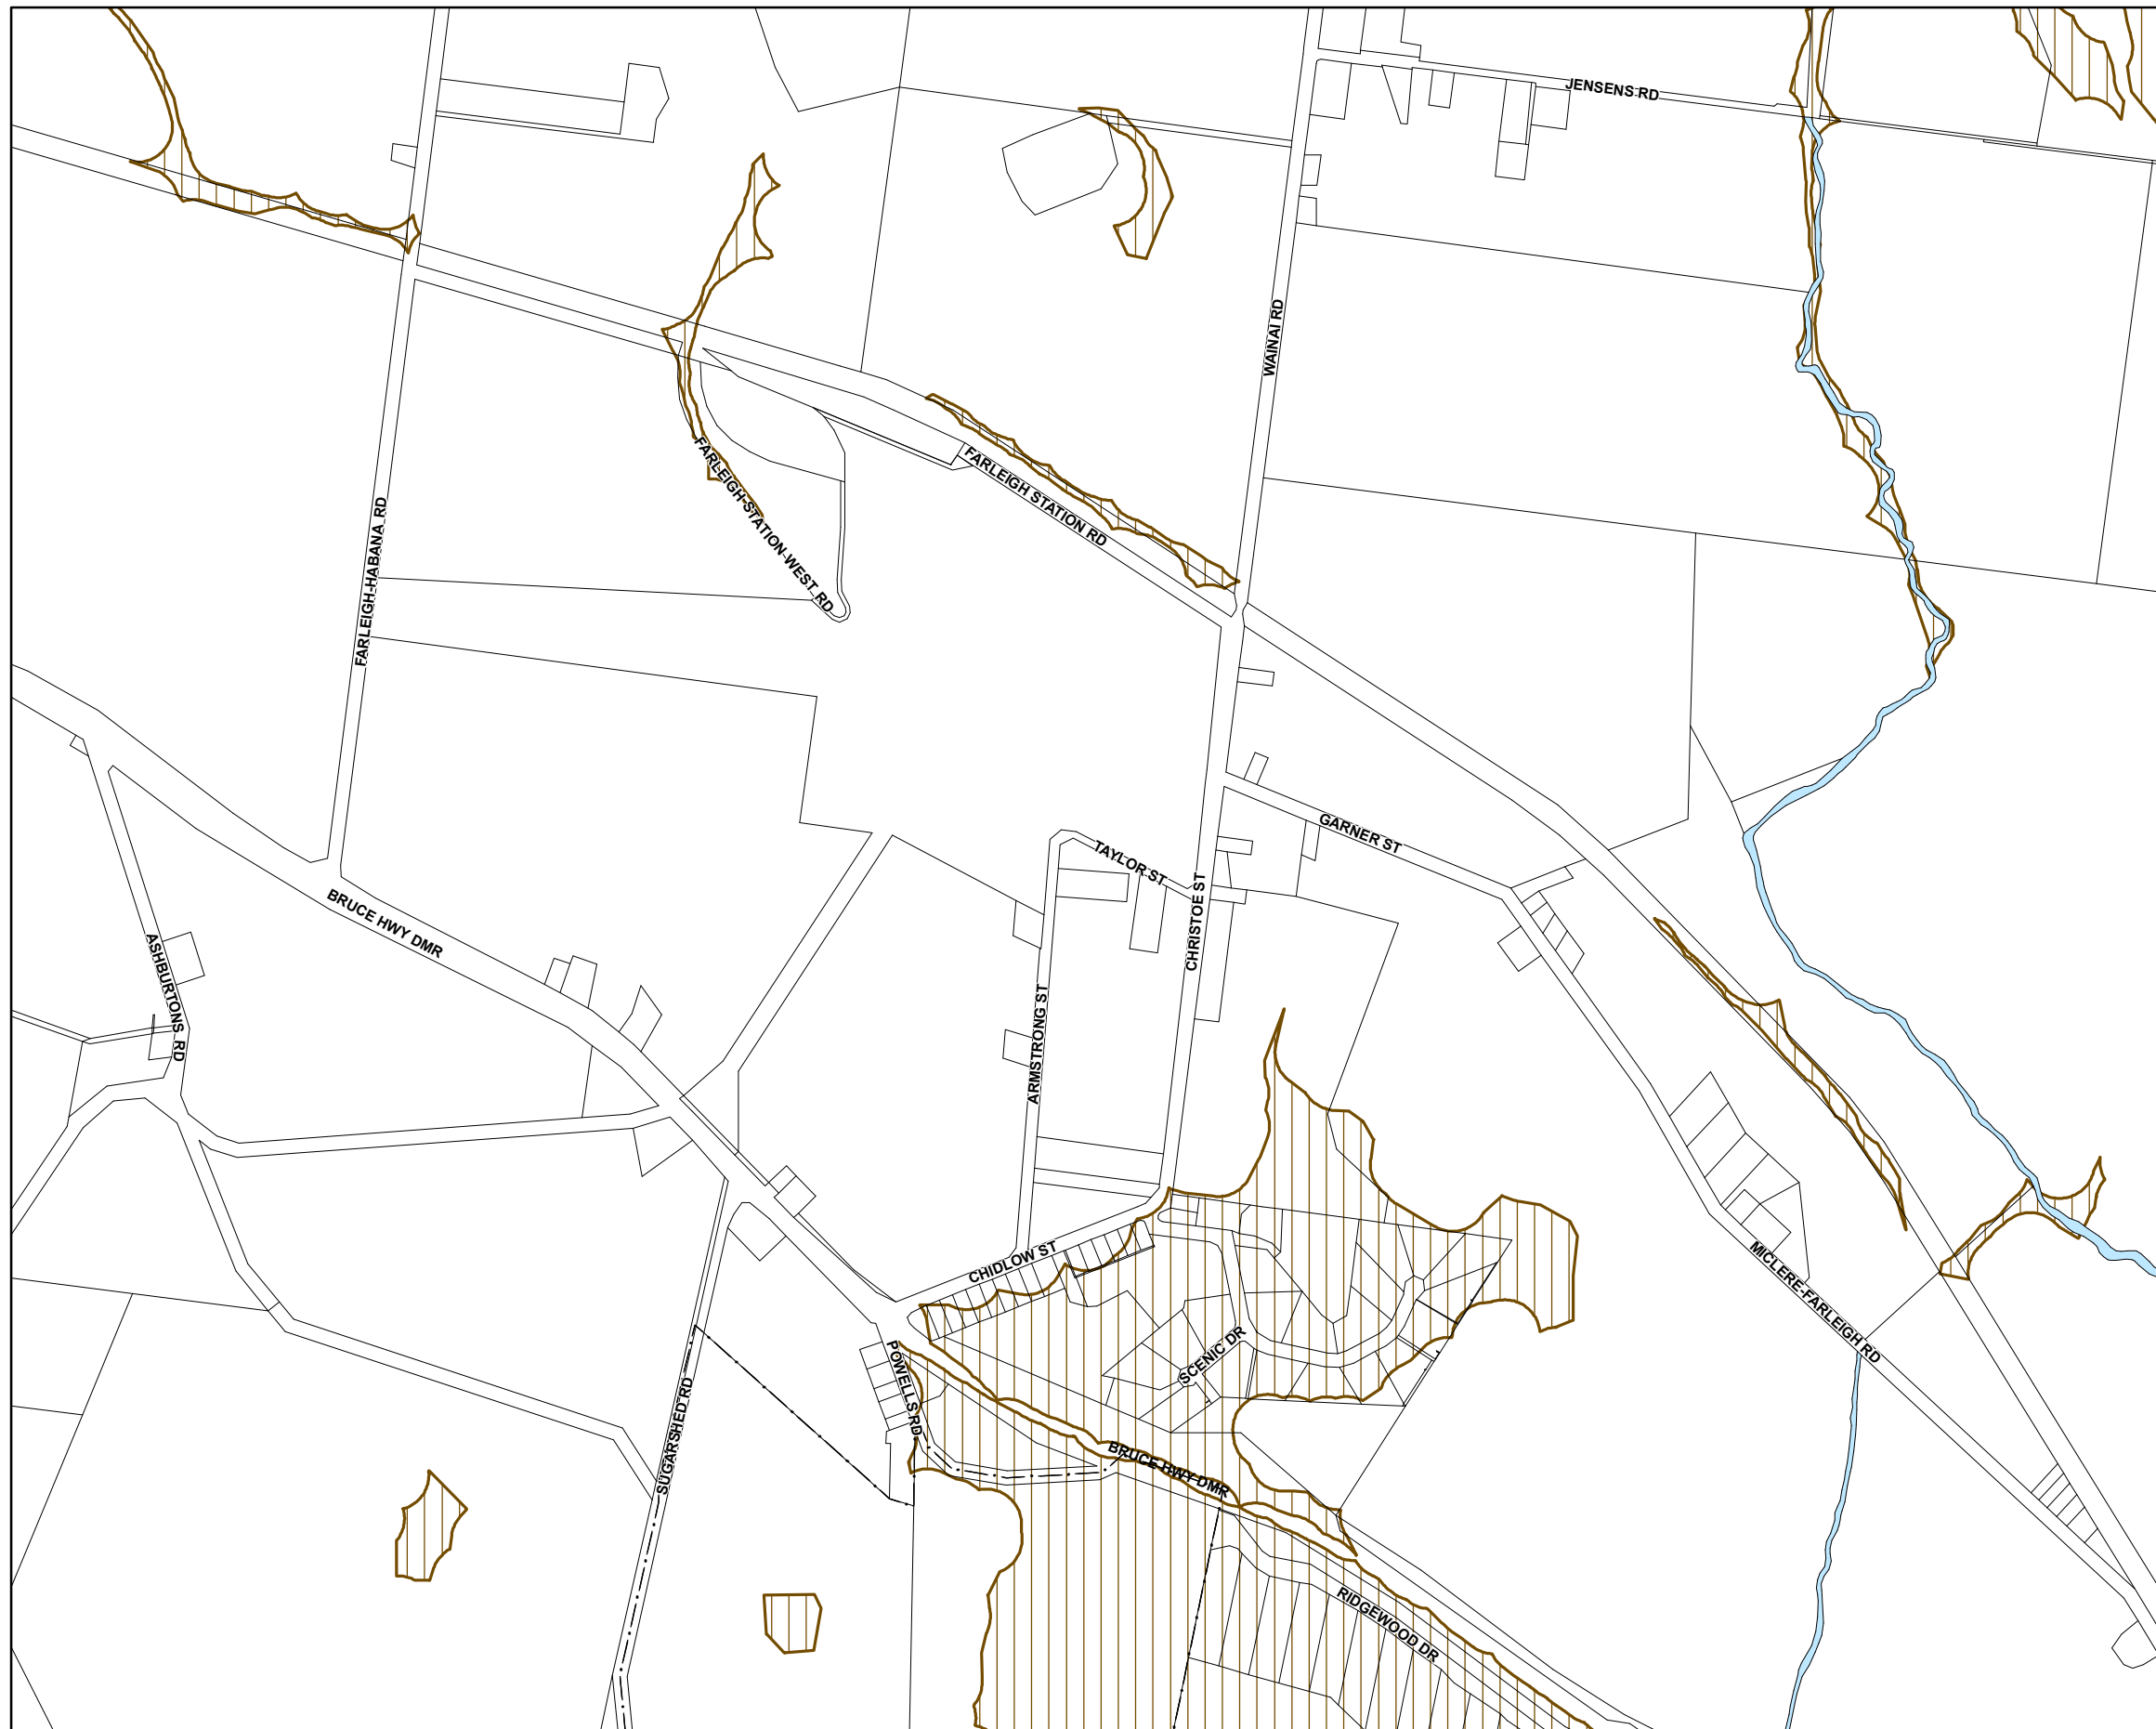 JENSENS RD
WAINAI RD
FARLEIGH-STATION-WEST RD
FARLEIGH STATION RD
FARLEIGH-HABANA RD
GARNER ST
TAYLOR ST
CHRISTOE ST
BRUCE HWY DMR
ASHBURTONS RD
ARMSTRONG ST
CHIDLOW ST
MICLERE-FARLEIGH RD
SCENIC DR
POWELLS RD
SUGARSHED RD
BRUCE HWY DMR
RIDGEWOOD DR